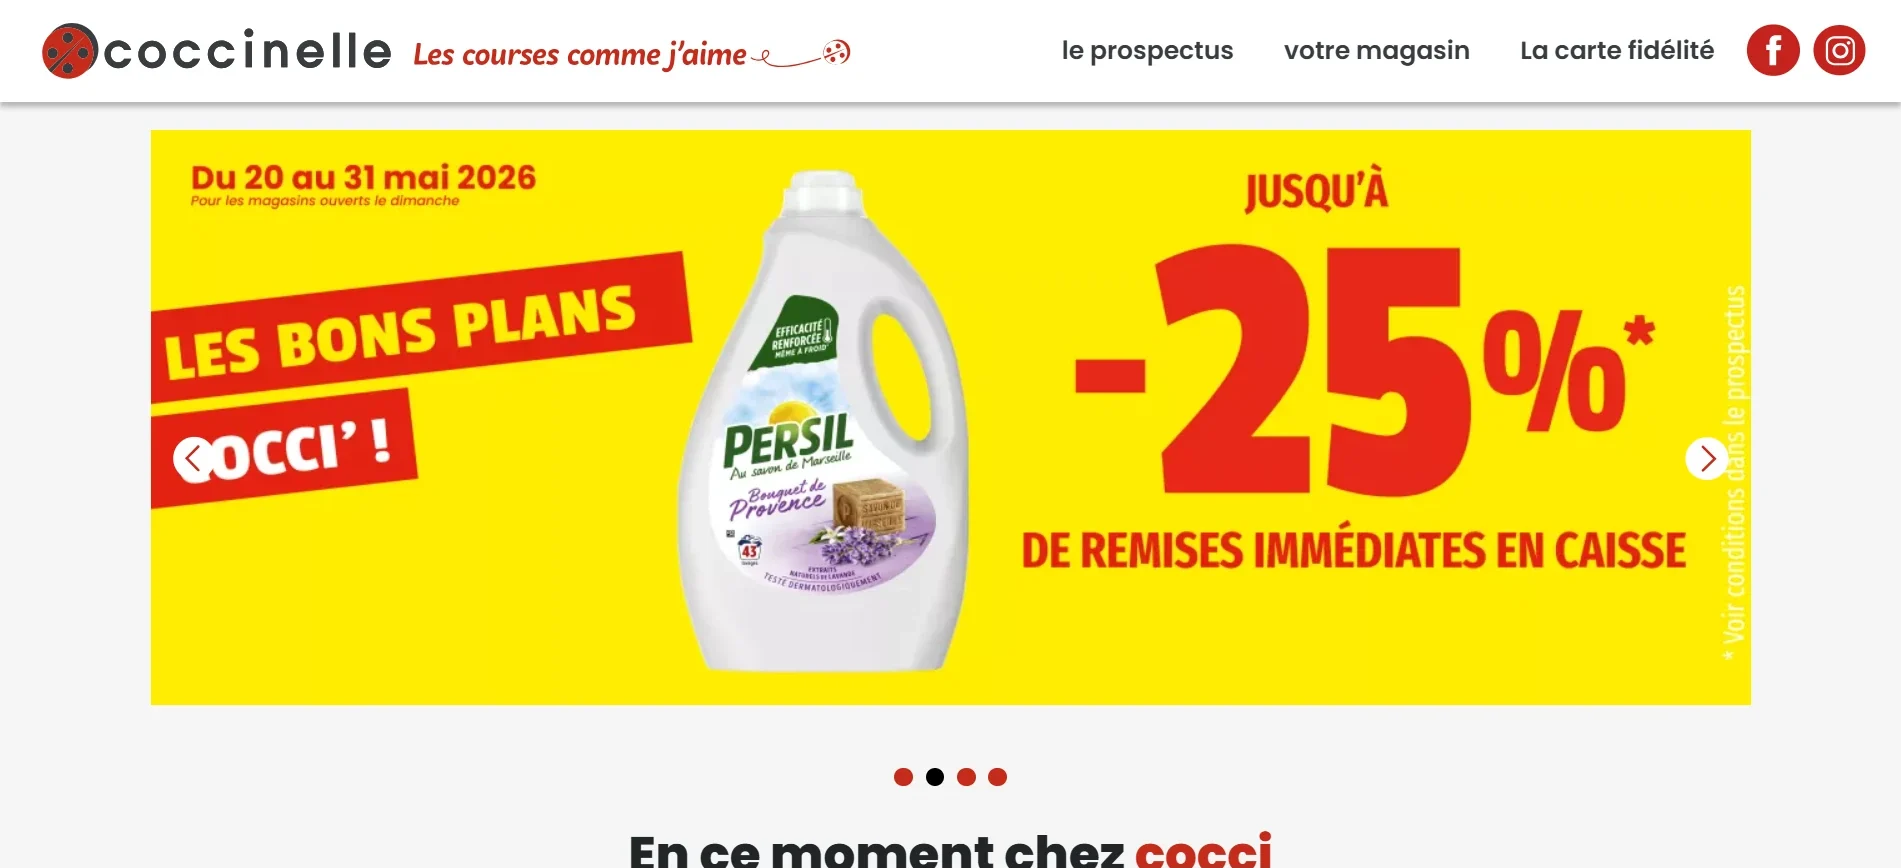 coccinelle
Les courses comme j'aime
le prospectus
votre magasin
La carte fidélité
Du 20 au 31 mai 2026
Pour les magasins ouverts le dimanche
LES BONS PLANS
COCCI' !
EFFICACITÉ
RENFORCÉE
MÊME À FROID
PERSIL
Au savon de Marseille
Bouquet de
Provence
SAVON DE
MARSEILLE
43
lavages
EXTRAITS
NATURELS DE LAVANDE
TESTÉ DERMATOLOGIQUEMENT
JUSQU'À
-25%*
DE REMISES IMMÉDIATES EN CAISSE
* Voir conditions dans le prospectus
En ce moment chez cocci